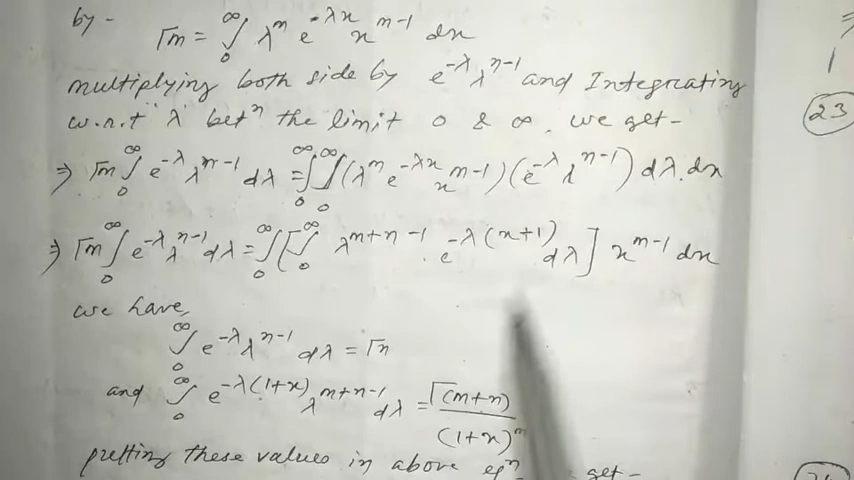 by -
Γm = ∫₀^∞ λ^m e^{-λx} x^{m-1} dx
multiplying both side by e^{-λ} λ^{n-1} and Integrating
w.r.t "λ" betⁿ the limit 0 & ∞, we get -
⇒ Γm ∫₀^∞ e^{-λ} λ^{n-1} dλ = ∫₀^∞ ∫₀^∞ (λ^m e^{-λx} x^{m-1}) (e^{-λ} λ^{n-1}) dλ.dx
⇒ Γm ∫₀^∞ e^{-λ} λ^{n-1} dλ = ∫₀^∞ [∫₀^∞ λ^{m+n-1} . e^{-λ(x+1)} dλ] x^{m-1} dx
we have,
∫₀^∞ e^{-λ} λ^{n-1} dλ = Γn
and ∫₀^∞ e^{-λ(1+x)} λ^{m+n-1} dλ = Γ(m+n) / (1+x)^m
putting these values in above eqⁿ get -
23